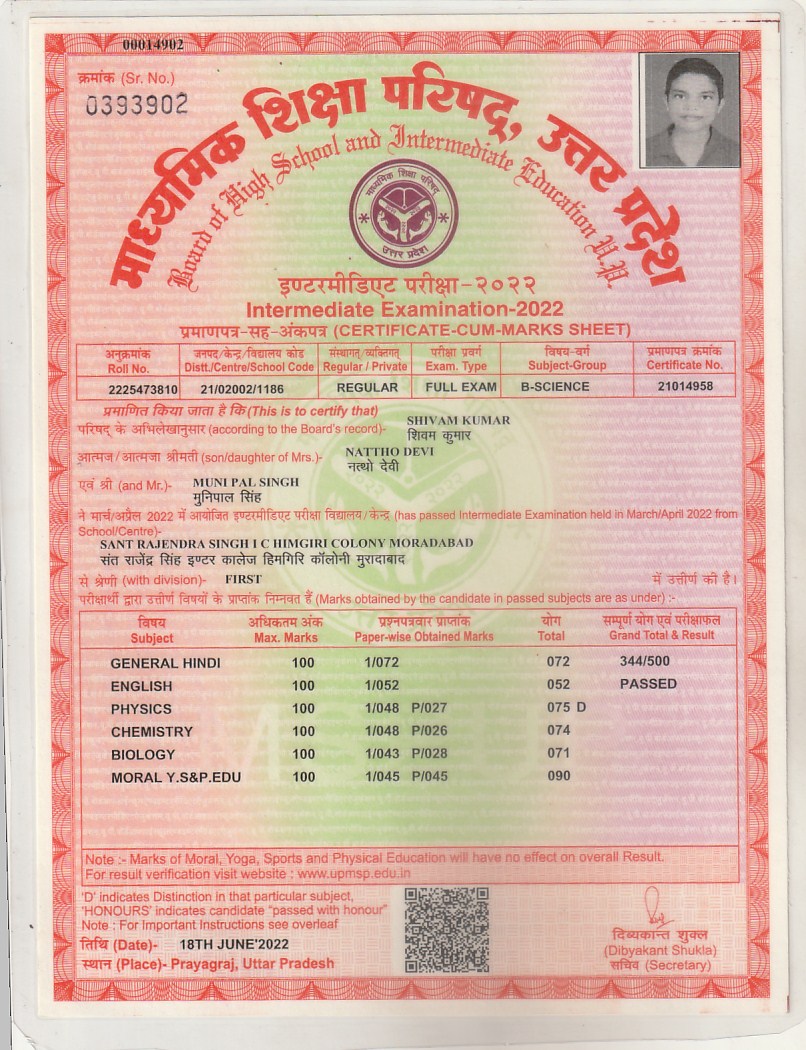 00014902
क्रमांक (Sr. No.)
0393902
माध्यमिक शिक्षा परिषद्, उत्तर प्रदेश
Board of High School and Intermediate Education U.P.
माध्यमिक शिक्षा परिषद
उत्तर प्रदेश
इण्टरमीडिएट परीक्षा-२०२२
Intermediate Examination-2022
प्रमाणपत्र-सह-अंकपत्र (CERTIFICATE-CUM-MARKS SHEET)
अनुक्रमांक जनपद/केन्द्र/विद्यालय कोड संस्थागत/व्यक्तिगत परीक्षा प्रवर्ग विषय-वर्ग प्रमाणपत्र क्रमांक
Roll No. Distt./Centre/School Code Regular / Private Exam. Type Subject-Group Certificate No.
2225473810 21/02002/1186 REGULAR FULL EXAM B-SCIENCE 21014958
प्रमाणित किया जाता है कि (This is to certify that)
SHIVAM KUMAR
परिषद् के अभिलेखानुसार (according to the Board's record)-
शिवम कुमार
NATTHO DEVI
आत्मज/आत्मजा श्रीमती (son/daughter of Mrs.)-
नत्थो देवी
एवं श्री (and Mr.)- MUNI PAL SINGH
मुनिपाल सिंह
ने मार्च/अप्रैल 2022 में आयोजित इण्टरमीडिएट परीक्षा विद्यालय/केन्द्र (has passed Intermediate Examination held in March/April 2022 from
School/Centre)-
SANT RAJENDRA SINGH I C HIMGIRI COLONY MORADABAD
संत राजेंद्र सिंह इण्टर कालेज हिमगिरि कॉलोनी मुरादाबाद
से श्रेणी (with division)- FIRST में उत्तीर्ण की है।
परीक्षार्थी द्वारा उत्तीर्ण विषयों के प्राप्तांक निम्नवत हैं (Marks obtained by the candidate in passed subjects are as under) :-
विषय अधिकतम अंक प्रश्नपत्रवार प्राप्तांक योग सम्पूर्ण योग एवं परीक्षाफल
Subject Max. Marks Paper-wise Obtained Marks Total Grand Total & Result
GENERAL HINDI 100 1/072 072 344/500
ENGLISH 100 1/052 052 PASSED
PHYSICS 100 1/048 P/027 075 D
CHEMISTRY 100 1/048 P/026 074
BIOLOGY 100 1/043 P/028 071
MORAL Y.S&P.EDU 100 1/045 P/045 090
Note :- Marks of Moral, Yoga, Sports and Physical Education will have no effect on overall Result.
For result verification visit website : www.upmsp.edu.in
'D' indicates Distinction in that particular subject,
'HONOURS' indicates candidate "passed with honour"
Note : For Important Instructions see overleaf
तिथि (Date)- 18TH JUNE'2022
स्थान (Place)- Prayagraj, Uttar Pradesh
दिब्यकान्त शुक्ल
(Dibyakant Shukla)
सचिव (Secretary)